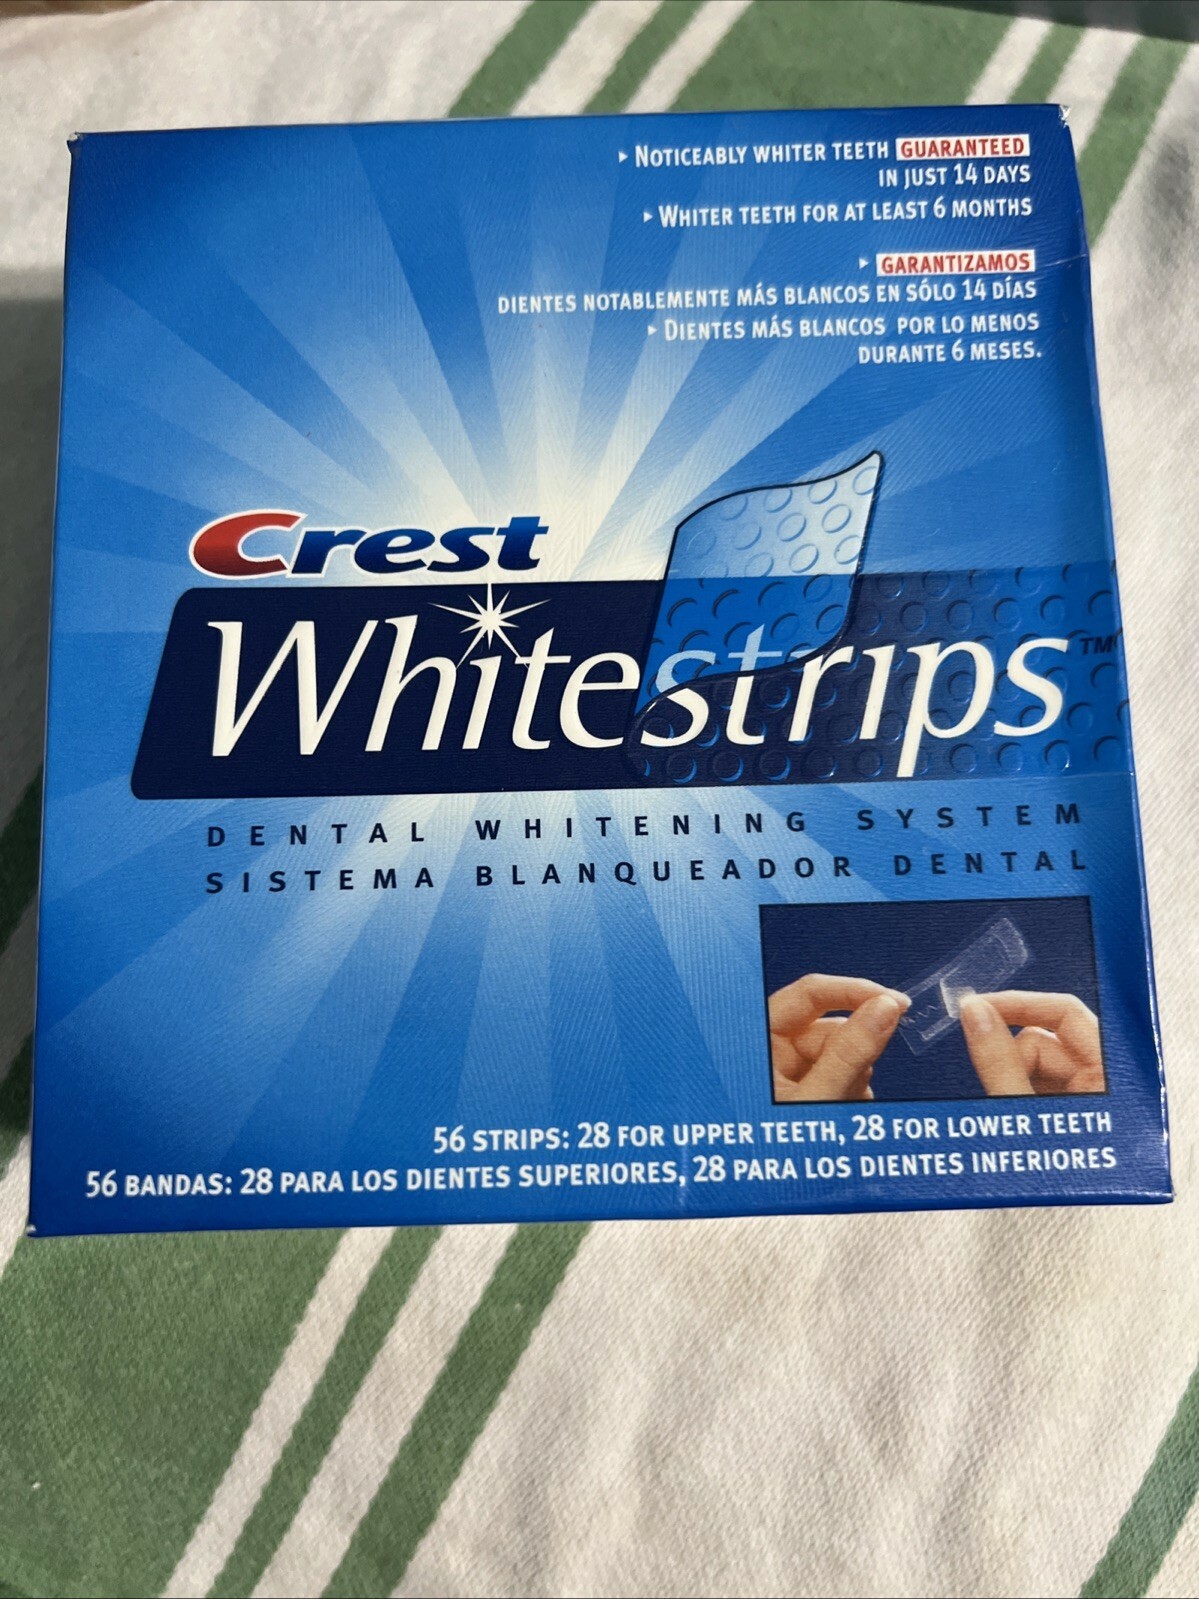 ▸ NOTICEABLY WHITER TEETH GUARANTEED
IN JUST 14 DAYS
▸ WHITER TEETH FOR AT LEAST 6 MONTHS
▸ GARANTIZAMOS
DIENTES NOTABLEMENTE MÁS BLANCOS EN SÓLO 14 DÍAS
▸ DIENTES MÁS BLANCOS POR LO MENOS
DURANTE 6 MESES.
Crest
Whitestrips™
DENTAL WHITENING SYSTEM
SISTEMA BLANQUEADOR DENTAL
56 STRIPS: 28 FOR UPPER TEETH, 28 FOR LOWER TEETH
56 BANDAS: 28 PARA LOS DIENTES SUPERIORES, 28 PARA LOS DIENTES INFERIORES